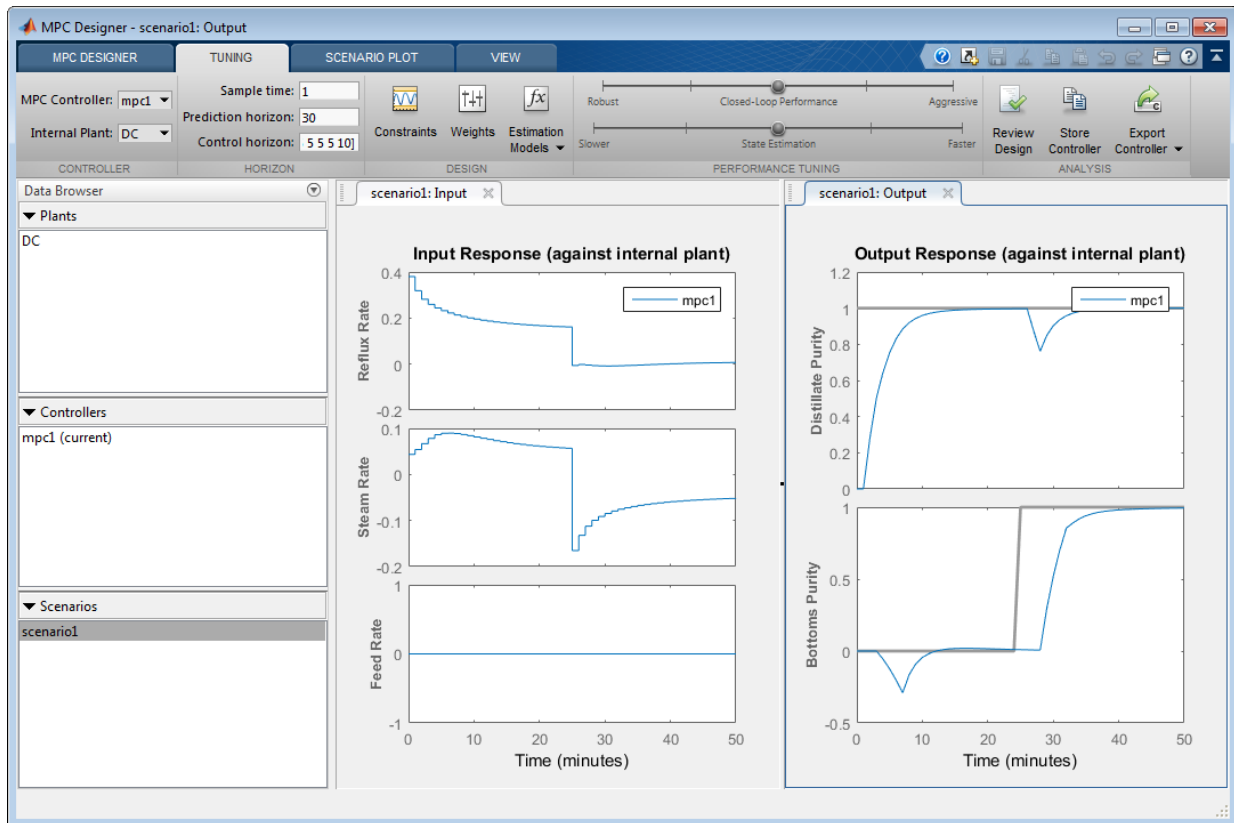 MPC Designer - scenario1: Output
MPC DESIGNER TUNING SCENARIO PLOT VIEW
MPC Controller: mpc1
Internal Plant: DC
CONTROLLER
Sample time: 1
Prediction horizon: 30
Control horizon: 5 5 5 10]
HORIZON
Constraints Weights Estimation Models
DESIGN
Robust Closed-Loop Performance Aggressive
Slower State Estimation Faster
PERFORMANCE TUNING
Review Design Store Controller Export Controller
ANALYSIS
Data Browser
Plants
DC
Controllers
mpc1 (current)
Scenarios
scenario1
scenario1: Input
Input Response (against internal plant)
mpc1
Reflux Rate
0.4
0.2
0
-0.2
Steam Rate
0.1
0
-0.1
-0.2
Feed Rate
1
0
-1
0 10 20 30 40 50
Time (minutes)
scenario1: Output
Output Response (against internal plant)
mpc1
Distillate Purity
1.2
1
0.8
0.6
0.4
0.2
0
Bottoms Purity
1
0.5
0
-0.5
0 10 20 30 40 50
Time (minutes)